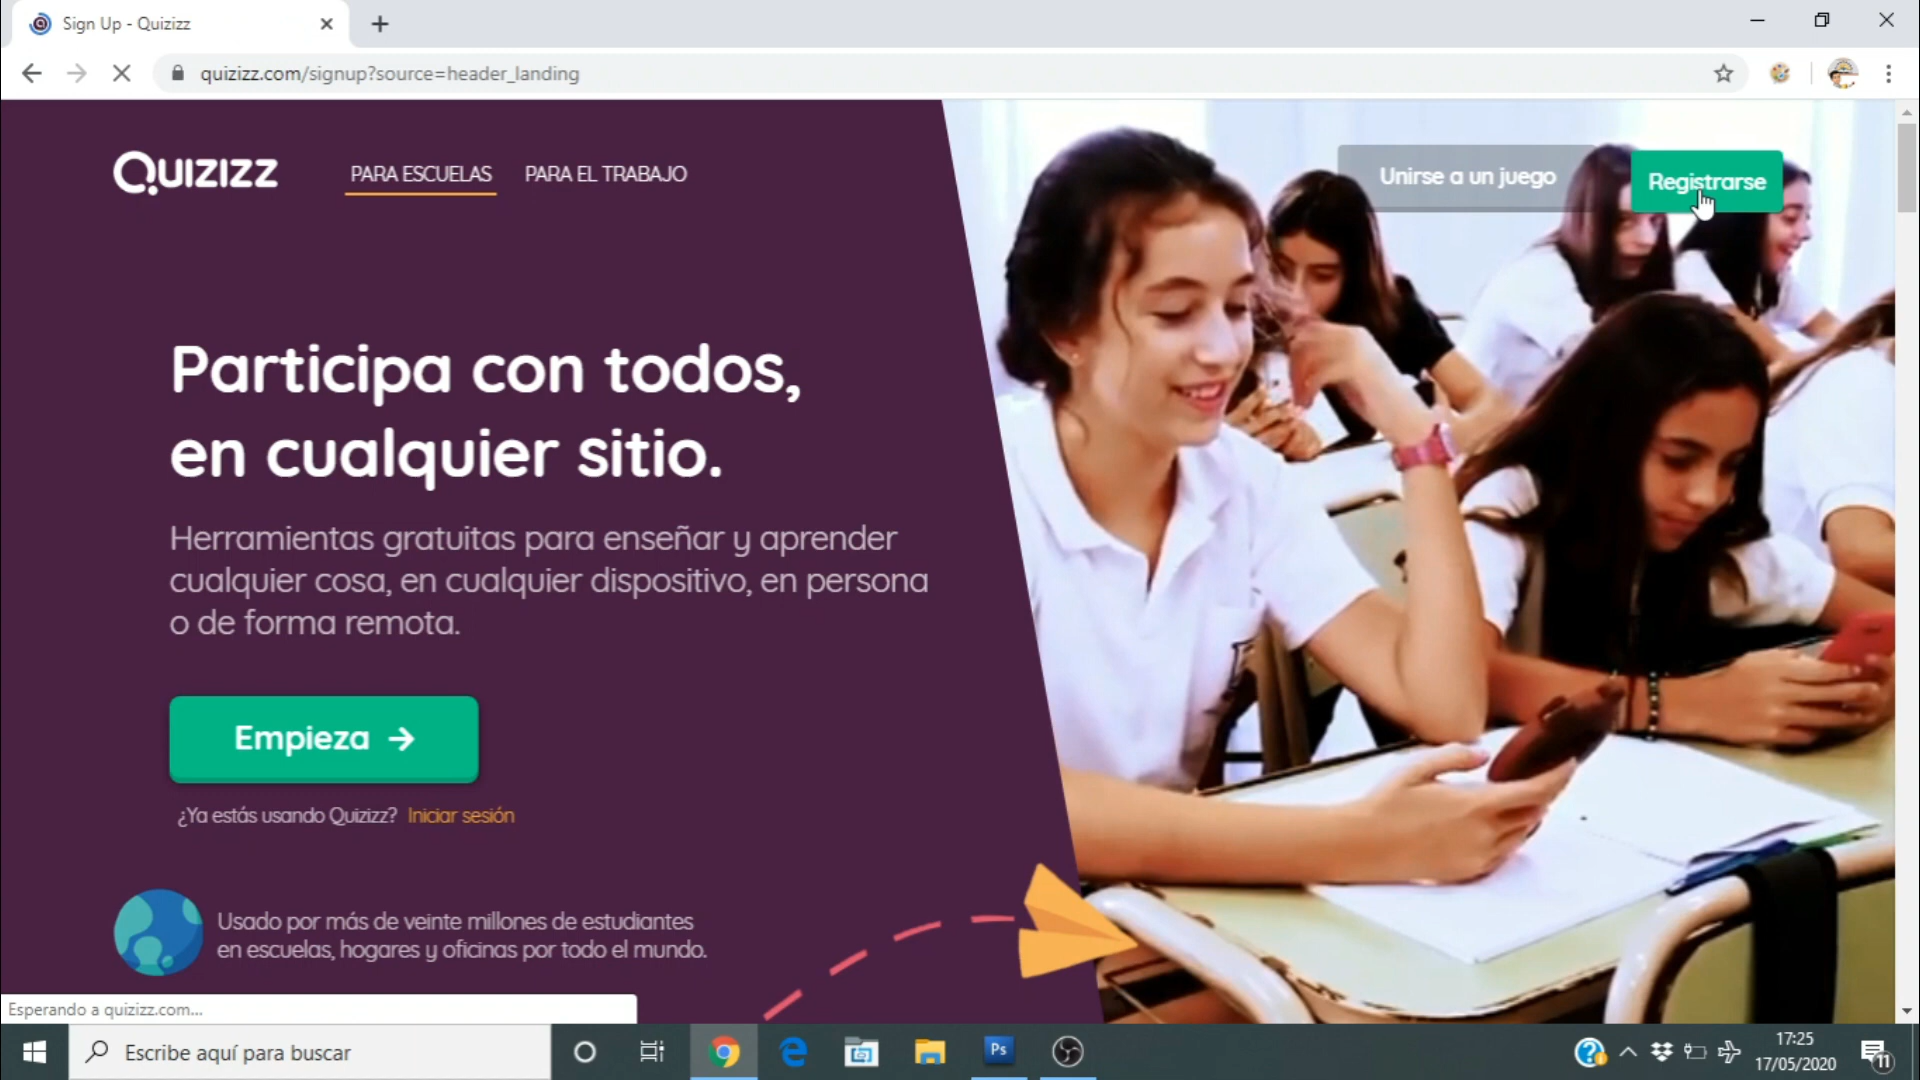 Sign Up - Quizizz
quizizz.com/signup?source=header_landing
QUIZIZZ
PARA ESCUELAS
PARA EL TRABAJO
Unirse a un juego
Registrarse
Participa con todos,
en cualquier sitio.
Herramientas gratuitas para enseñar y aprender
cualquier cosa, en cualquier dispositivo, en persona
o de forma remota.
Empieza
¿Ya estás usando Quizizz? Iniciar sesión
Usado por más de veinte millones de estudiantes
en escuelas, hogares y oficinas por todo el mundo.
Esperando a quizizz.com...
Escribe aquí para buscar
Ps
17:25
17/05/2020
11